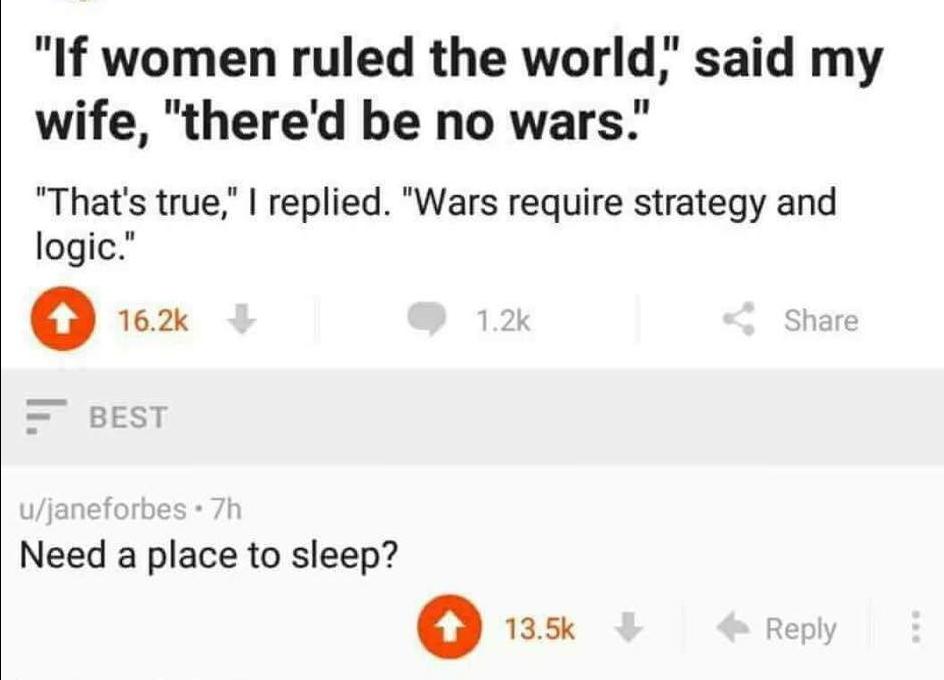 "If women ruled the world," said my
wife, "there'd be no wars."
"That's true," I replied. "Wars require strategy and
logic."
16.2k 1.2k Share
BEST
u/janeforbes • 7h
Need a place to sleep?
13.5k Reply